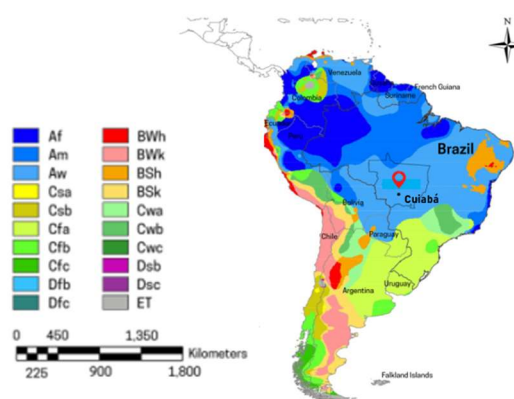 N
Venezuela
French Guiana
Suriname
Colombia
Ecuador
Peru
Brazil
Cuiabá
Bolivia
Paraguay
Chile
Argentina
Uruguay
Falkland Islands
Af BWh
Am BWk
Aw BSh
Csa BSk
Csb Cwa
Cfa Cwb
Cfb Cwc
Cfc Dsb
Dfb Dsc
Dfc ET
0 450 1,350
Kilometers
225 900 1,800